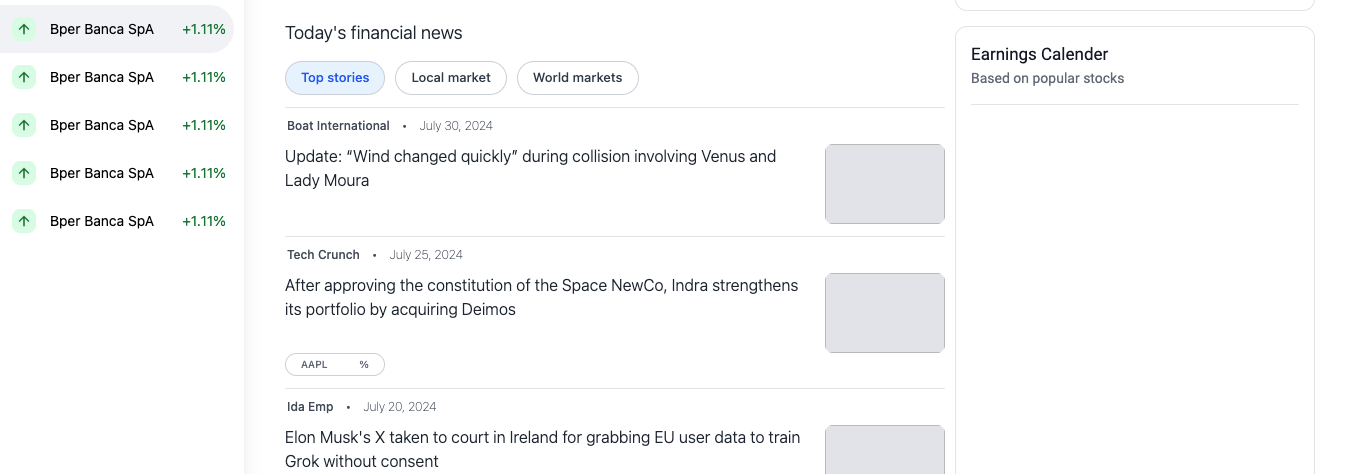 Bper Banca SpA +1.11%
Bper Banca SpA +1.11%
Bper Banca SpA +1.11%
Bper Banca SpA +1.11%
Bper Banca SpA +1.11%
Today's financial news
Top stories Local market World markets
Boat International • July 30, 2024
Update: “Wind changed quickly” during collision involving Venus and
Lady Moura
Tech Crunch • July 25, 2024
After approving the constitution of the Space NewCo, Indra strengthens
its portfolio by acquiring Deimos
AAPL %
Ida Emp • July 20, 2024
Elon Musk's X taken to court in Ireland for grabbing EU user data to train
Grok without consent
Earnings Calender
Based on popular stocks